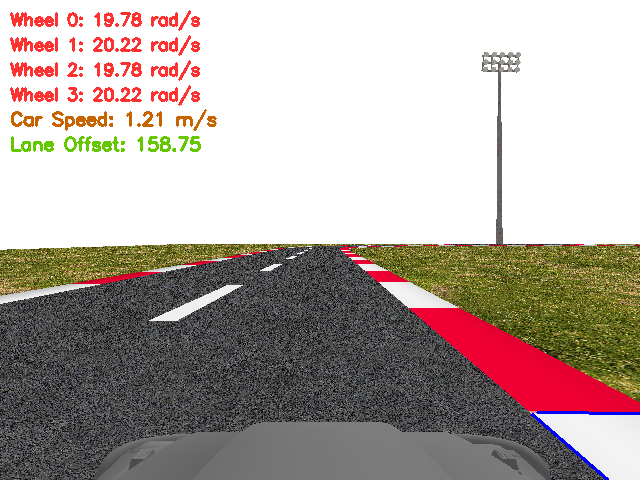 Wheel 0: 19.78 rad/s
Wheel 1: 20.22 rad/s
Wheel 2: 19.78 rad/s
Wheel 3: 20.22 rad/s
Car Speed: 1.21 m/s
Lane Offset: 158.75